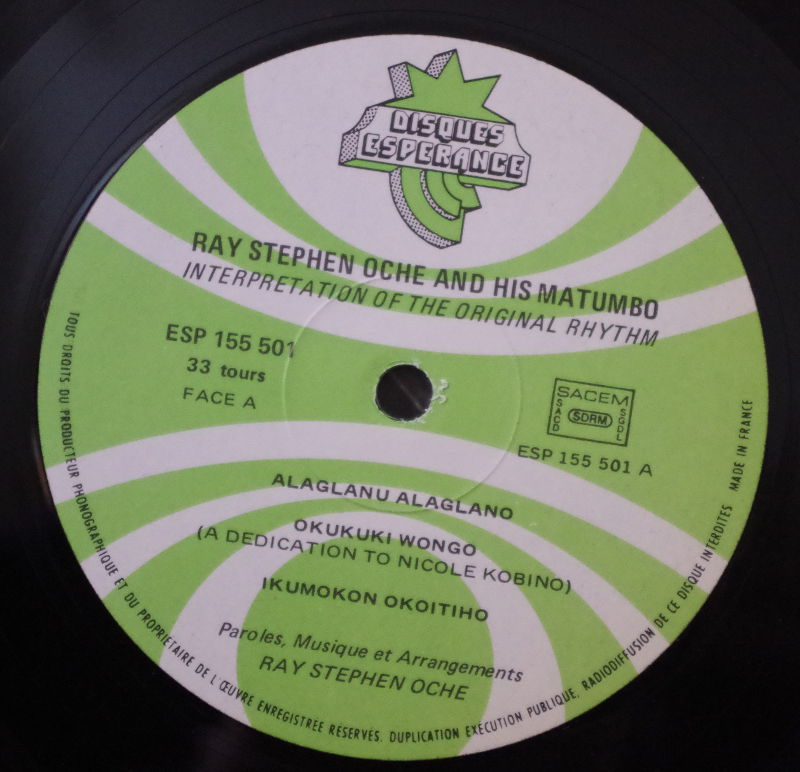 DISQUES
ESPERANCE
RAY STEPHEN OCHE AND HIS MATUMBO
INTERPRETATION OF THE ORIGINAL RHYTHM
ESP 155 501
33 tours
FACE A
SACEM
SACD
SDRM
SGDL
ESP 155 501 A
ALAGLANU ALAGLANO
OKUKUKI WONGO
(A DEDICATION TO NICOLE KOBINO)
IKUMOKON OKOITIHO
Paroles, Musique et Arrangements
RAY STEPHEN OCHE
TOUS DROITS DU PRODUCTEUR PHONOGRAPHIQUE ET DU PROPRIETAIRE DE L'ŒUVRE ENREGISTRÉE RÉSERVÉS. DUPLICATION EXÉCUTION PUBLIQUE, RADIODIFFUSION DE CE DISQUE INTERDITES MADE IN FRANCE